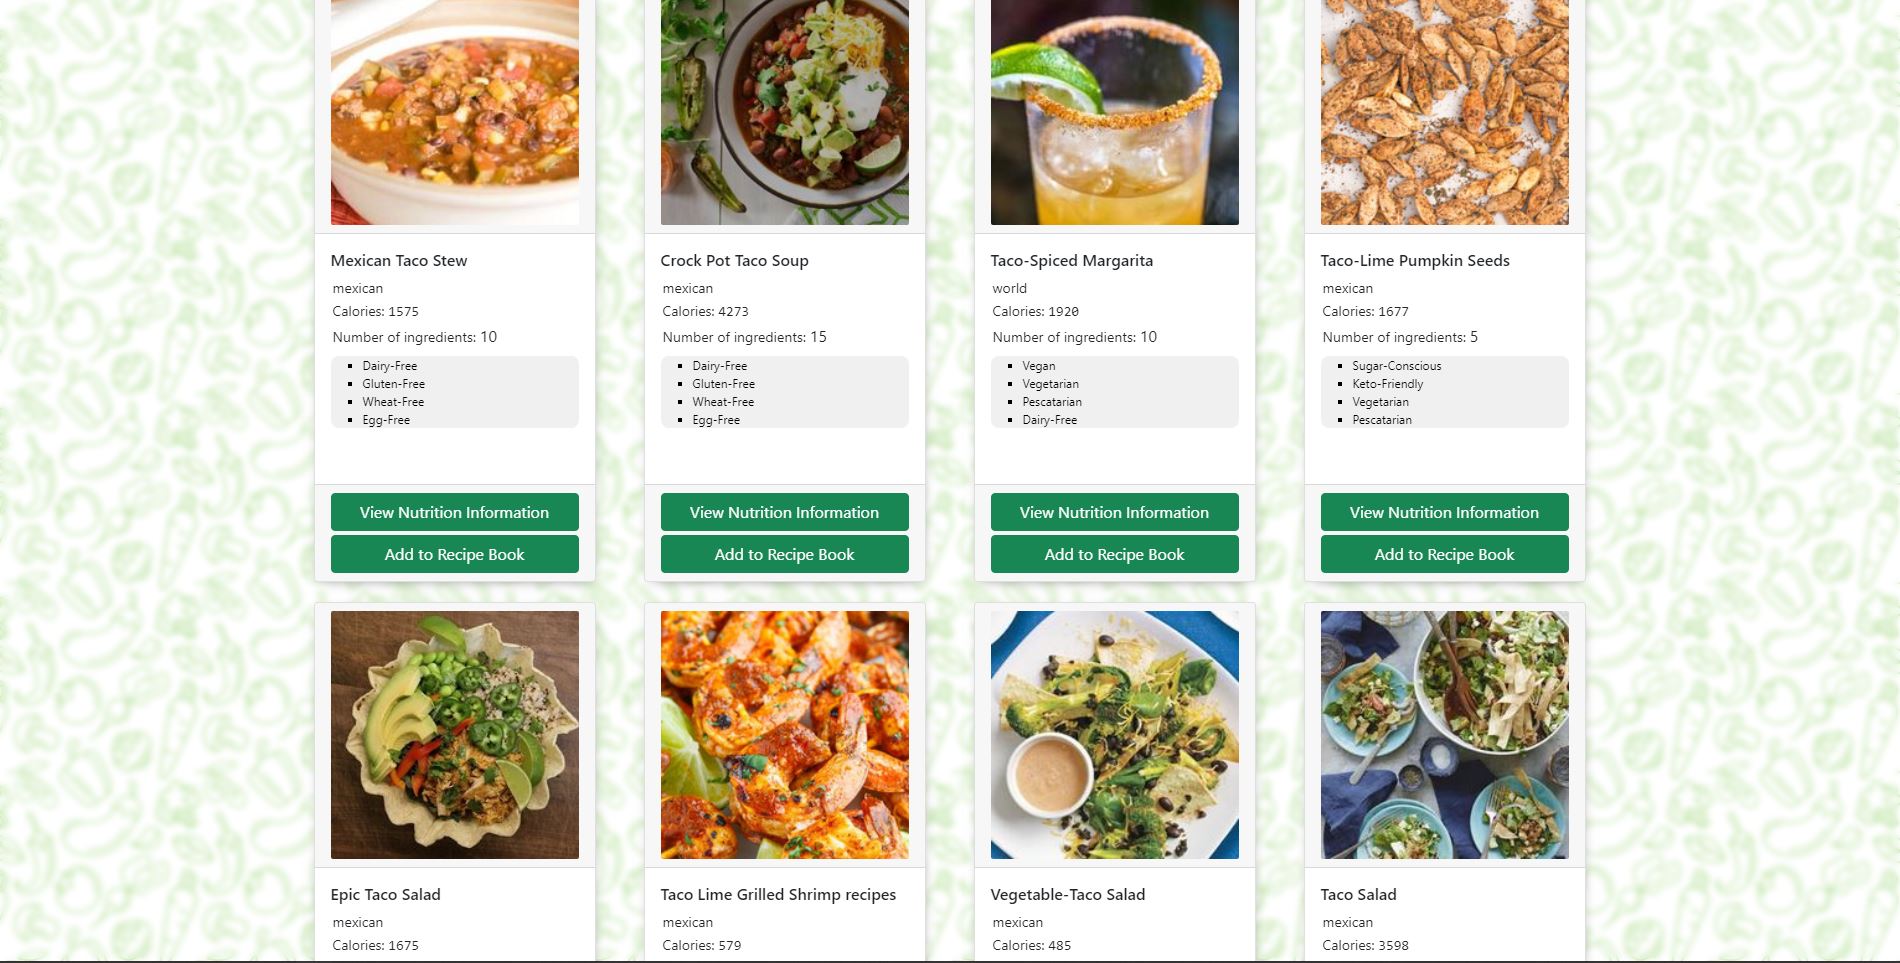 Mexican Taco Stew
mexican
Calories: 1575
Number of ingredients: 10
Dairy-Free
Gluten-Free
Wheat-Free
Egg-Free
View Nutrition Information
Add to Recipe Book
Crock Pot Taco Soup
mexican
Calories: 4273
Number of ingredients: 15
Dairy-Free
Gluten-Free
Wheat-Free
Egg-Free
View Nutrition Information
Add to Recipe Book
Taco-Spiced Margarita
world
Calories: 1920
Number of ingredients: 10
Vegan
Vegetarian
Pescatarian
Dairy-Free
View Nutrition Information
Add to Recipe Book
Taco-Lime Pumpkin Seeds
mexican
Calories: 1677
Number of ingredients: 5
Sugar-Conscious
Keto-Friendly
Vegetarian
Pescatarian
View Nutrition Information
Add to Recipe Book
Epic Taco Salad
mexican
Calories: 1675
Taco Lime Grilled Shrimp recipes
mexican
Calories: 579
Vegetable-Taco Salad
mexican
Calories: 485
Taco Salad
mexican
Calories: 3598